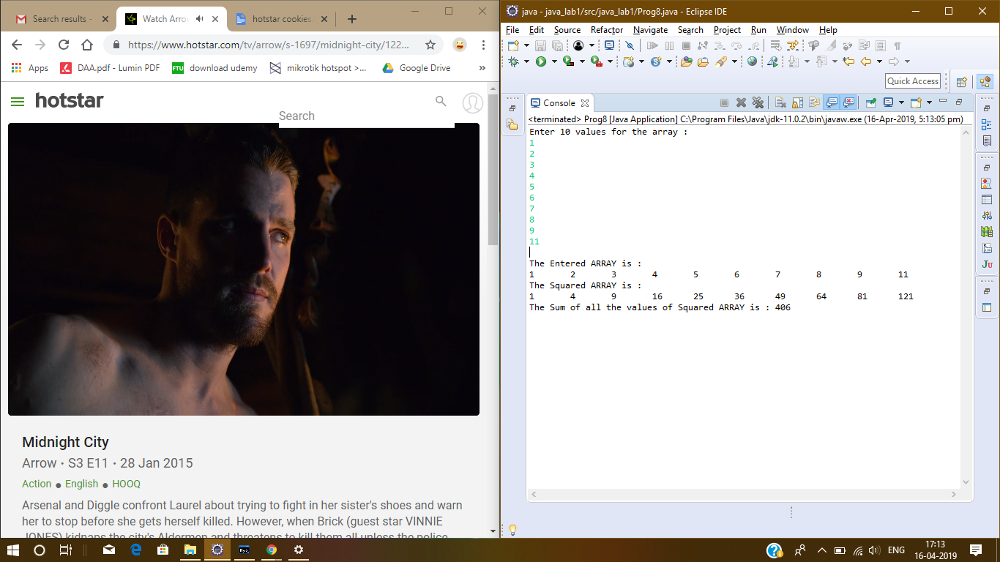 Search results -
Watch Arrow
hotstar cookies.
https://www.hotstar.com/tv/arrow/s-1697/midnight-city/122...
Apps
DAA.pdf - Lumin PDF
FTU
download udemy
mikrotik hotspot >...
Google Drive
»
hotstar
Search
Midnight City
Arrow • S3 E11 • 28 Jan 2015
Action ● English ● HOOQ
Arsenal and Diggle confront Laurel about trying to fight in her sister's shoes and warn
her to stop before she gets herself killed. However, when Brick (guest star VINNIE
JONES) kidnaps the city's Aldermen and threatens to kill them all unless the police
java - java_lab1/src/java_lab1/Prog8.java - Eclipse IDE
File Edit Source Refactor Navigate Search Project Run Window Help
Quick Access
Console
<terminated> Prog8 [Java Application] C:\Program Files\Java\jdk-11.0.2\bin\javaw.exe (16-Apr-2019, 5:13:05 pm)
Enter 10 values for the array :
1
2
3
4
5
6
7
8
9
11
The Entered ARRAY is :
1 2 3 4 5 6 7 8 9 11
The Squared ARRAY is :
1 4 9 16 25 36 49 64 81 121
The Sum of all the values of Squared ARRAY is : 406
JU
ENG
17:13
16-04-2019